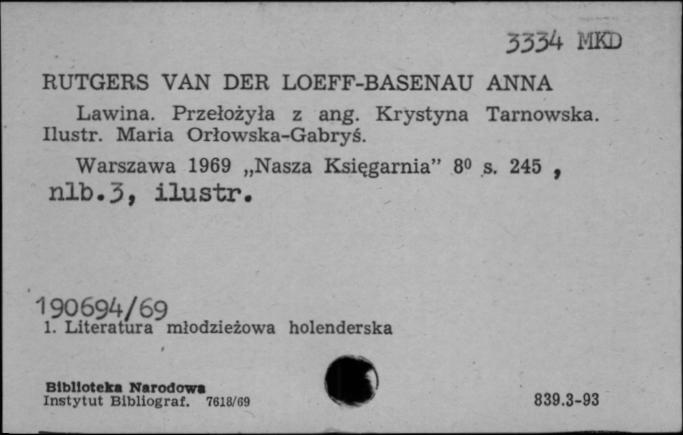 3334 MKD
RUTGERS VAN DER LOEFF-BASENAU ANNA
Lawina. Przełożyła z ang. Krystyna Tarnowska.
Ilustr. Maria Orłowska-Gabryś.
Warszawa 1969 „Nasza Księgarnia” 8⁰ s. 245 ,
nlb.3, ilustr.
190694/69
1. Literatura młodzieżowa holenderska
Biblioteka Narodowa
Instytut Bibliograf. 7618/69
839.3-93